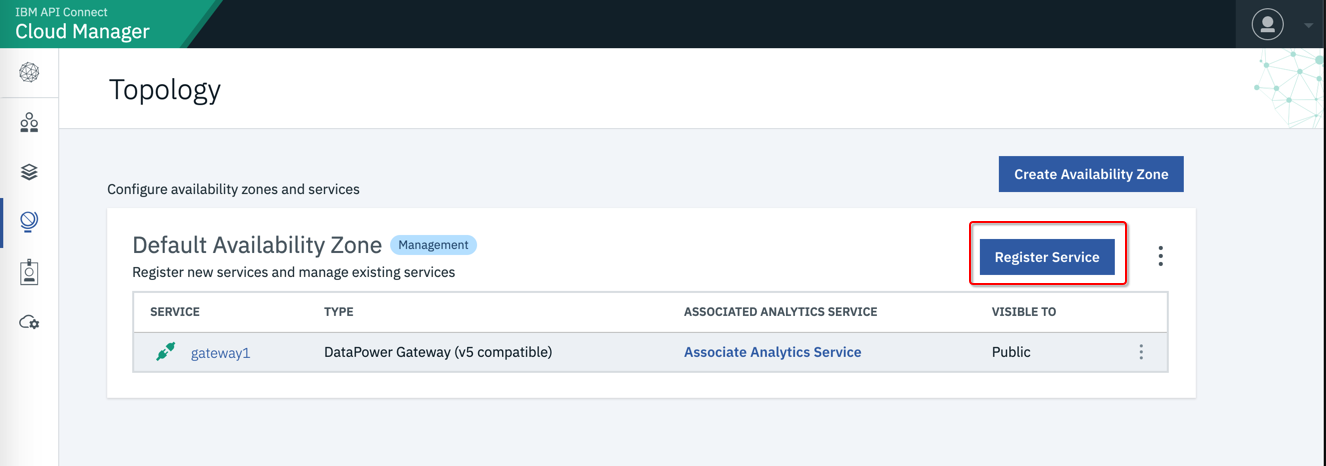 IBM API Connect
Cloud Manager
Topology
Create Availability Zone
Configure availability zones and services
Default Availability Zone Management
Register Service
Register new services and manage existing services
SERVICE TYPE ASSOCIATED ANALYTICS SERVICE VISIBLE TO
gateway1 DataPower Gateway (v5 compatible) Associate Analytics Service Public